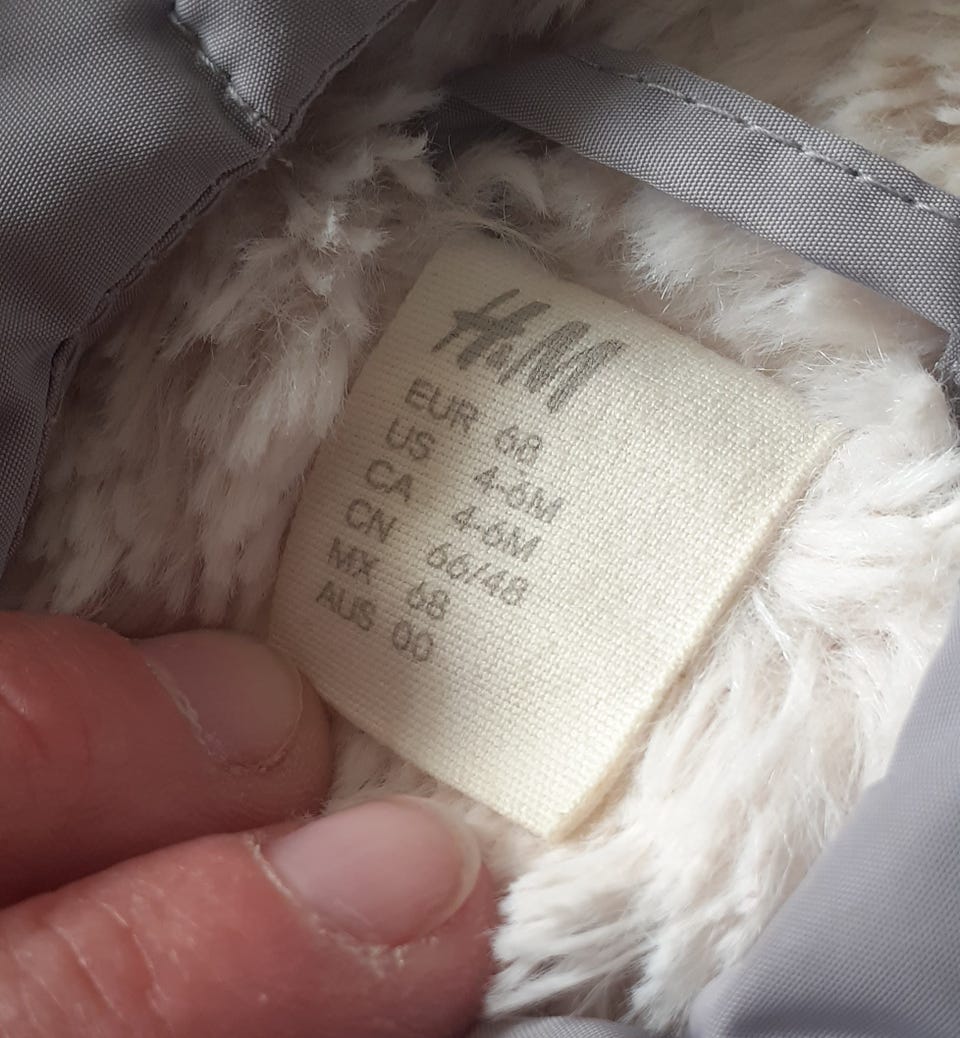 H&M
EUR 68
US 4-6M
CA 4-6M
CN 66/48
MX 68
AUS 00